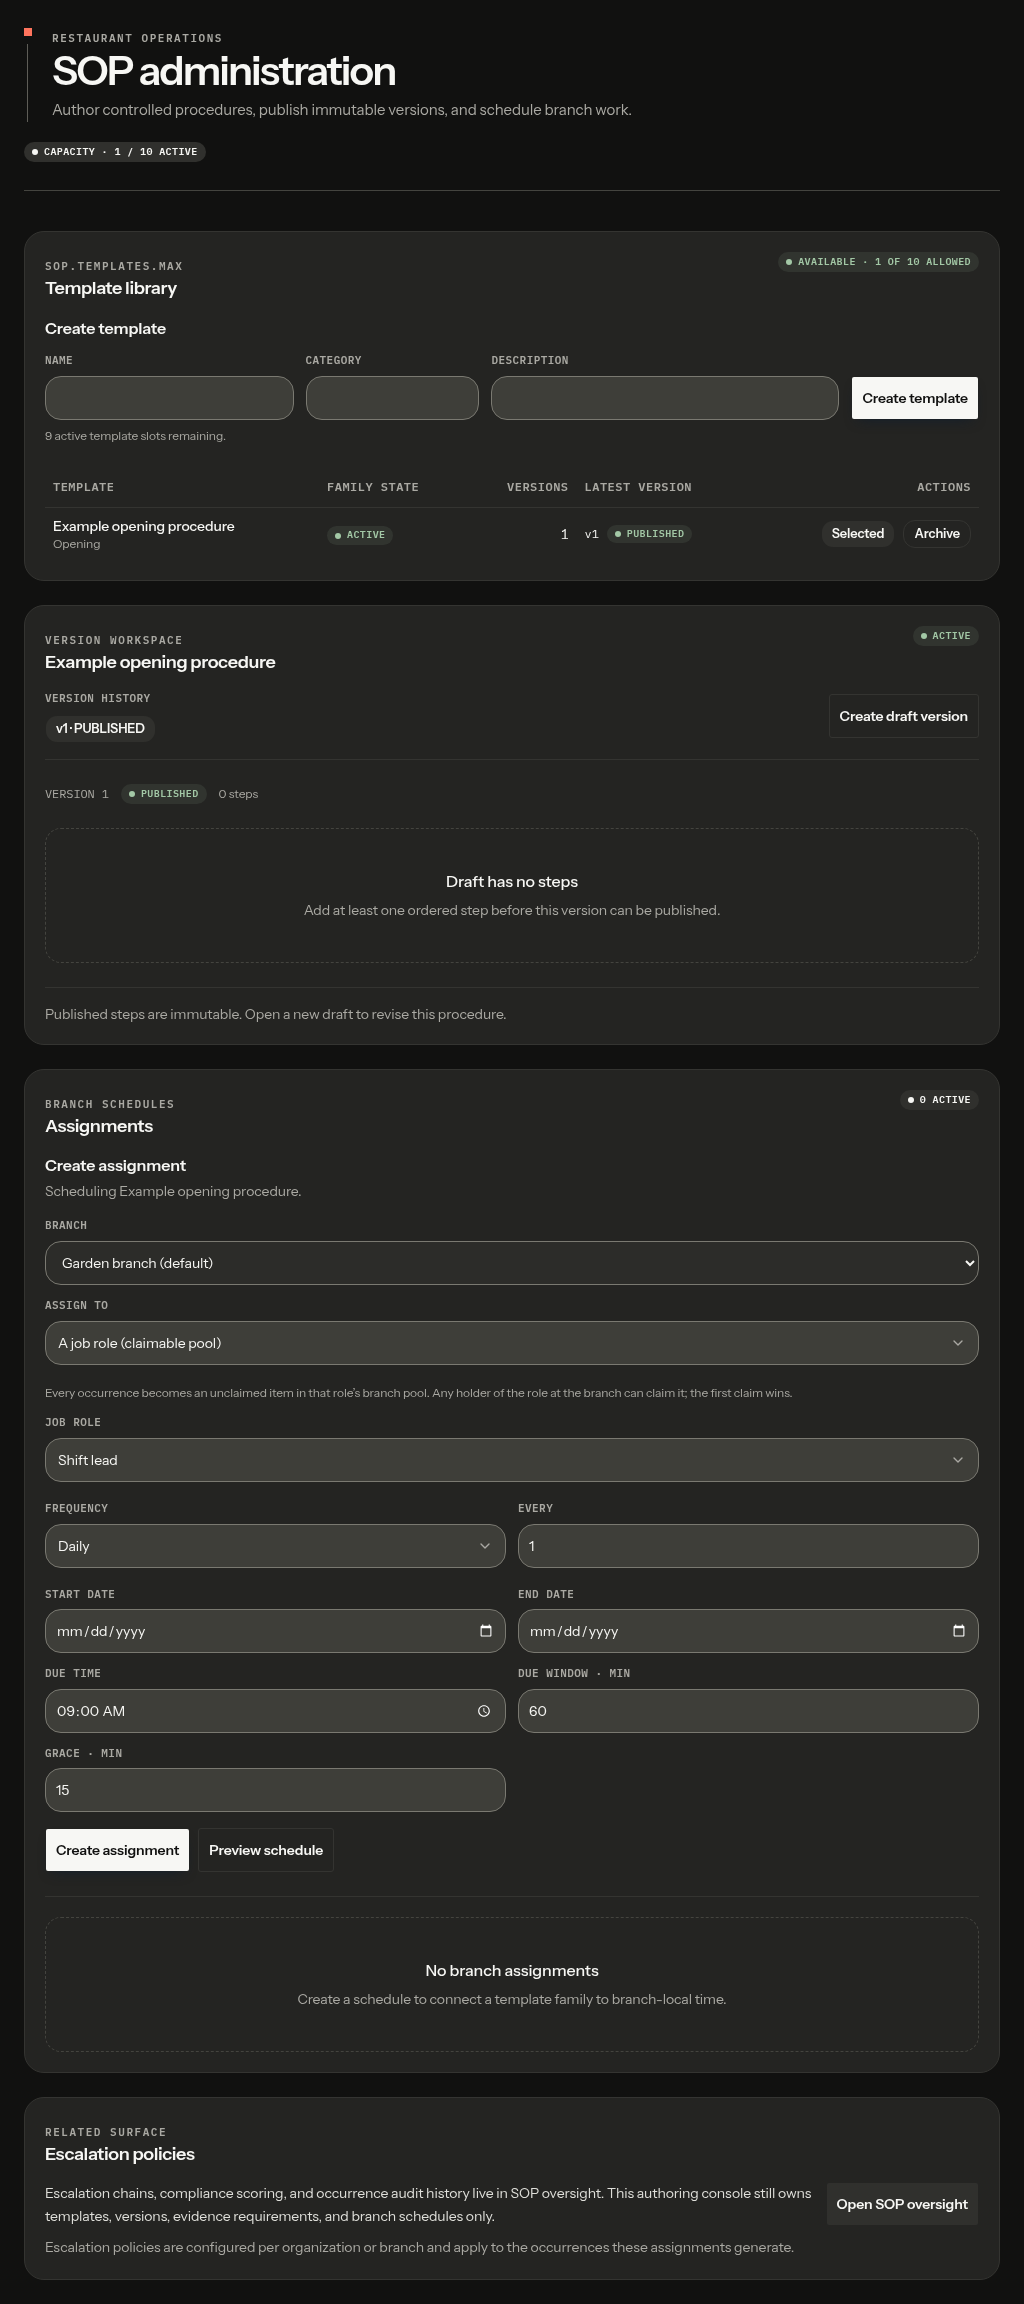 RESTAURANT OPERATIONS
SOP administration
Author controlled procedures, publish immutable versions, and schedule branch work.
CAPACITY · 1 / 10 ACTIVE
SOP.TEMPLATES.MAX
AVAILABLE · 1 OF 10 ALLOWED
Template library
Create template
NAME CATEGORY DESCRIPTION
Create template
9 active template slots remaining.
TEMPLATE FAMILY STATE VERSIONS LATEST VERSION ACTIONS
Example opening procedure
Opening
ACTIVE 1 v1 PUBLISHED Selected Archive
VERSION WORKSPACE
ACTIVE
Example opening procedure
VERSION HISTORY
v1 · PUBLISHED
Create draft version
VERSION 1 PUBLISHED 0 steps
Draft has no steps
Add at least one ordered step before this version can be published.
Published steps are immutable. Open a new draft to revise this procedure.
BRANCH SCHEDULES
0 ACTIVE
Assignments
Create assignment
Scheduling Example opening procedure.
BRANCH
Garden branch (default)
ASSIGN TO
A job role (claimable pool)
Every occurrence becomes an unclaimed item in that role's branch pool. Any holder of the role at the branch can claim it; the first claim wins.
JOB ROLE
Shift lead
FREQUENCY EVERY
Daily 1
START DATE END DATE
mm/dd/yyyy mm/dd/yyyy
DUE TIME DUE WINDOW · MIN
09:00 AM 60
GRACE · MIN
15
Create assignment Preview schedule
No branch assignments
Create a schedule to connect a template family to branch-local time.
RELATED SURFACE
Escalation policies
Escalation chains, compliance scoring, and occurrence audit history live in SOP oversight. This authoring console still owns
templates, versions, evidence requirements, and branch schedules only.
Open SOP oversight
Escalation policies are configured per organization or branch and apply to the occurrences these assignments generate.